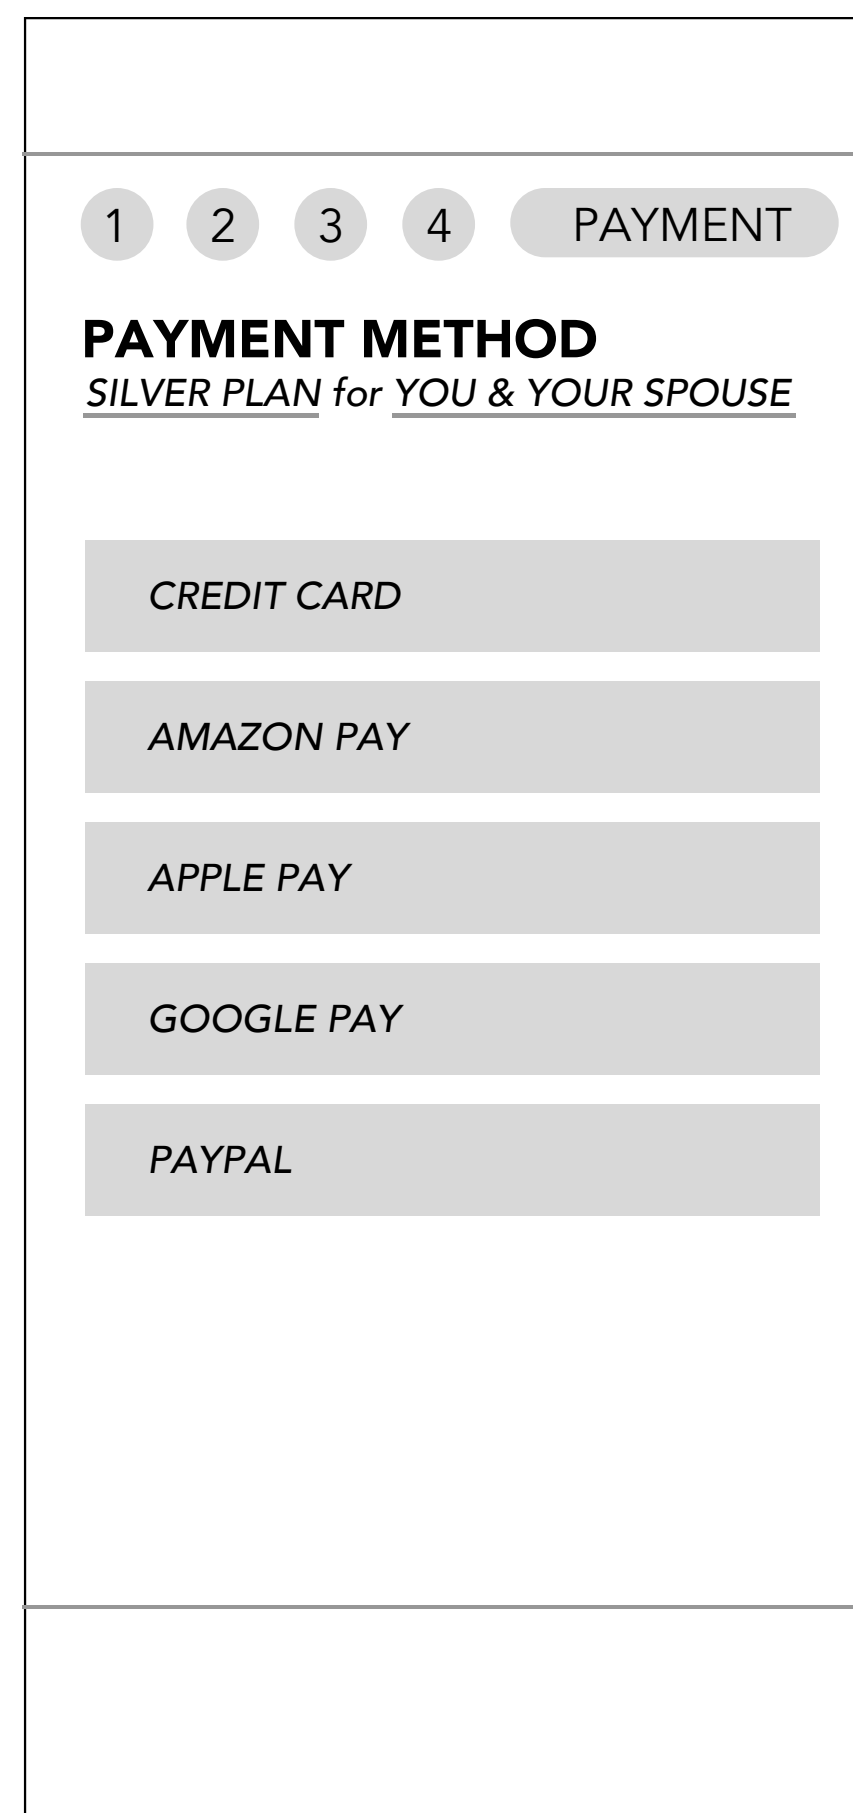 1 2 3 4 PAYMENT
PAYMENT METHOD
SILVER PLAN for YOU & YOUR SPOUSE
CREDIT CARD
AMAZON PAY
APPLE PAY
GOOGLE PAY
PAYPAL